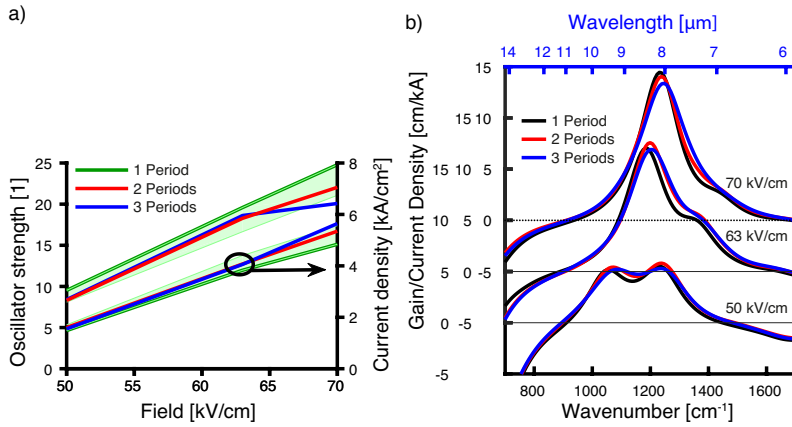 a)
1 Period
2 Periods
3 Periods
Oscillator strength [1]
25
20
15
10
5
0
8
6
4
2
0
Current density [kA/cm²]
50 55 60 65 70
Field [kV/cm]
b)
Wavelength [μm]
14 12 11 10 9 8 7 6
1 Periods
2 Periods
3 Periods
Gain/Current Density [cm/kA]
15
10 15
5 10 15
10 5 0
5 0 -5
0 -5
-5
70 kV/cm
63 kV/cm
50 kV/cm
800 1000 1200 1400 1600
Wavenumber [cm⁻¹]